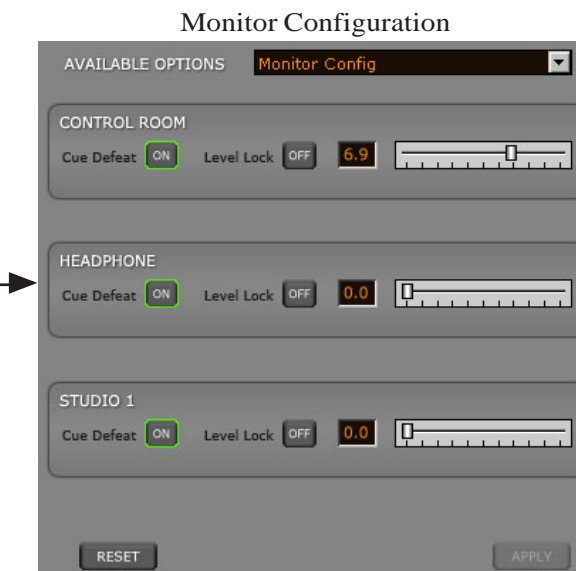 Monitor Configuration
AVAILABLE OPTIONS Monitor Config
CONTROL ROOM
Cue Defeat ON Level Lock OFF 6.9
HEADPHONE
Cue Defeat ON Level Lock OFF 0.0
STUDIO 1
Cue Defeat ON Level Lock OFF 0.0
RESET APPLY